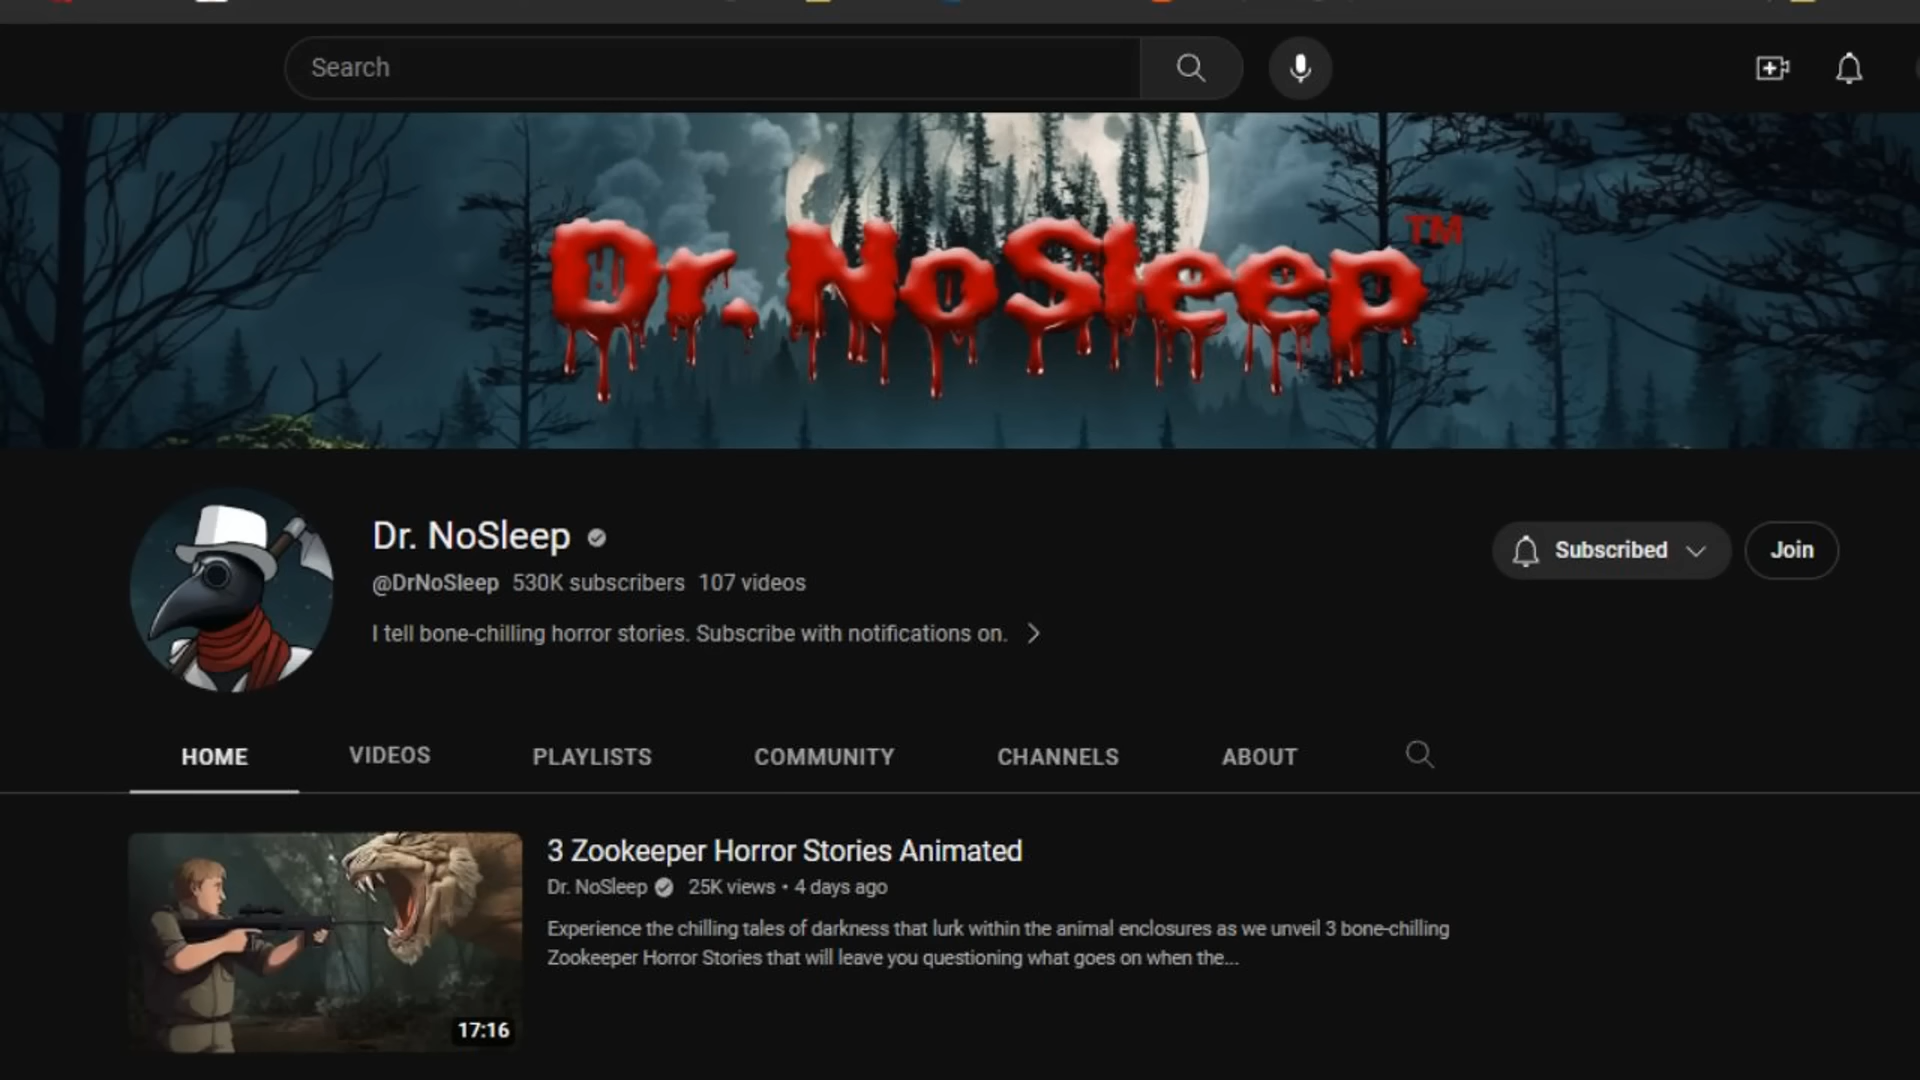 Search
Dr. NoSleep™
Dr. NoSleep
@DrNoSleep 530K subscribers 107 videos
I tell bone-chilling horror stories. Subscribe with notifications on.
Subscribed
Join
HOME VIDEOS PLAYLISTS COMMUNITY CHANNELS ABOUT
3 Zookeeper Horror Stories Animated
Dr. NoSleep 25K views • 4 days ago
Experience the chilling tales of darkness that lurk within the animal enclosures as we unveil 3 bone-chilling
Zookeeper Horror Stories that will leave you questioning what goes on when the...
17:16